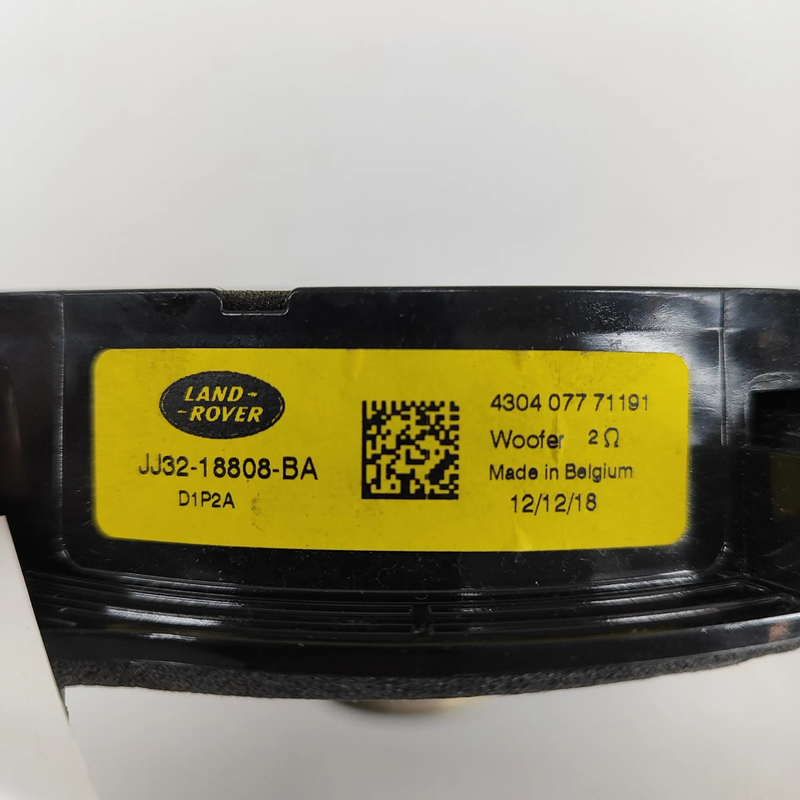 LAND-
-ROVER
JJ32-18808-BA
D1P2A
4304 077 71191
Woofer 2Ω
Made in Belgium
12/12/18